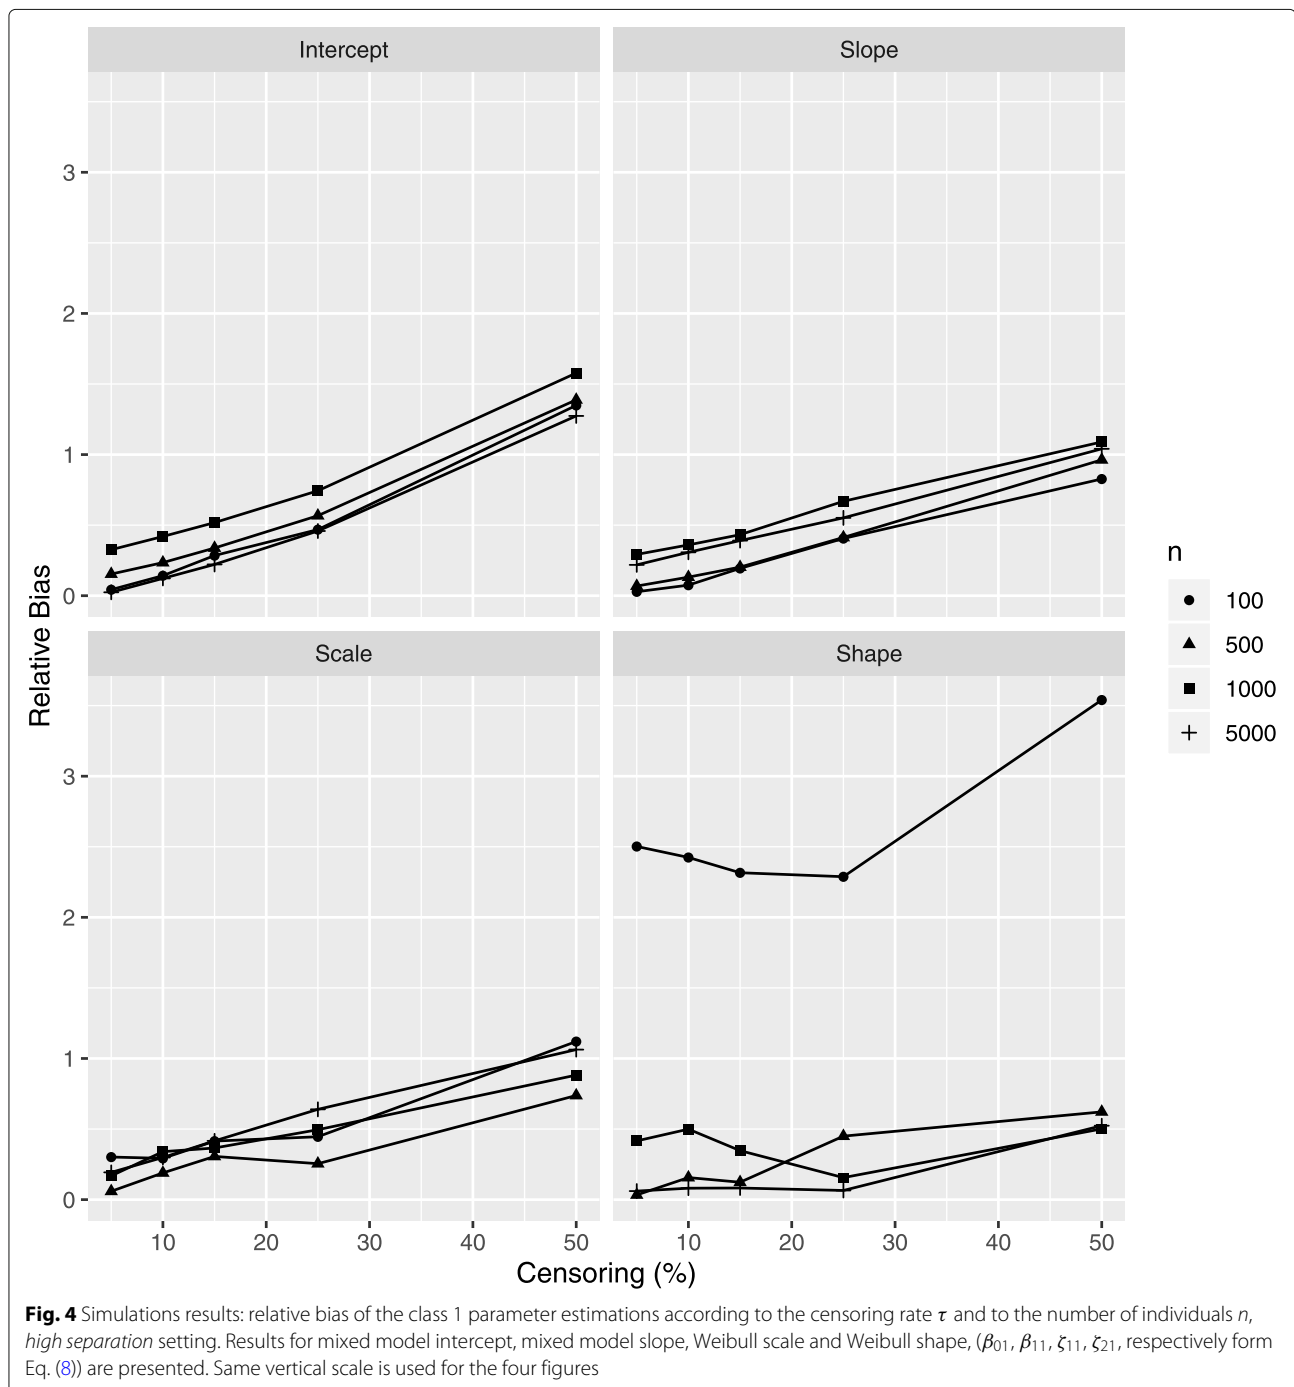 Intercept
Slope
3
2
1
0
Relative Bias
Scale
Shape
3
2
1
0
10 20 30 40 50
10 20 30 40 50
Censoring (%)
n
100
500
1000
5000
Fig. 4 Simulations results: relative bias of the class 1 parameter estimations according to the censoring rate τ and to the number of individuals n,
high separation setting. Results for mixed model intercept, mixed model slope, Weibull scale and Weibull shape, (β01, β11, ζ11, ζ21, respectively form
Eq. (8)) are presented. Same vertical scale is used for the four figures